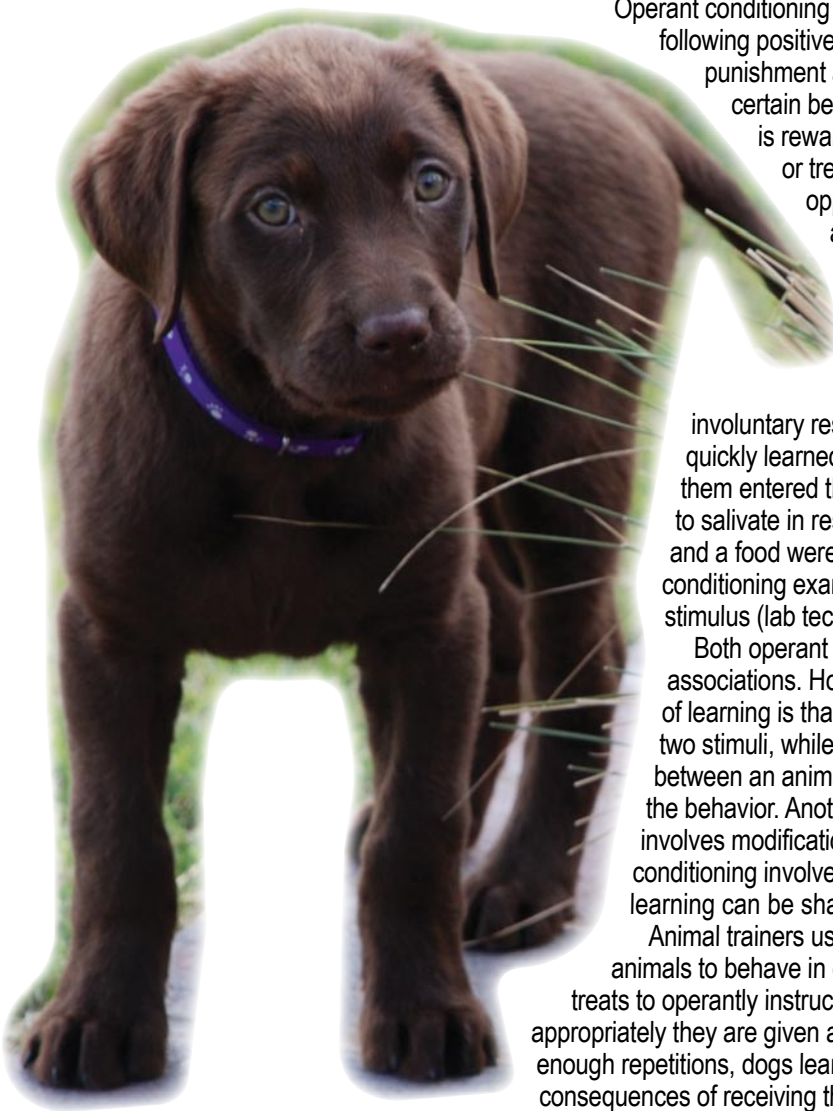 Operant conditioning
following positive
punishment
certain be
is rewa
or tre
op
a
involuntary res
quickly learned
them entered t
to salivate in res
and a food were
conditioning exar
stimulus (lab tec
Both operant
associations. Ho
of learning is tha
two stimuli, while
between an anim
the behavior. Anot
involves modificatio
conditioning involve
learning can be sha
Animal trainers us
animals to behave in
treats to operantly instruc
appropriately they are given a
enough repetitions, dogs lear
consequences of receiving th